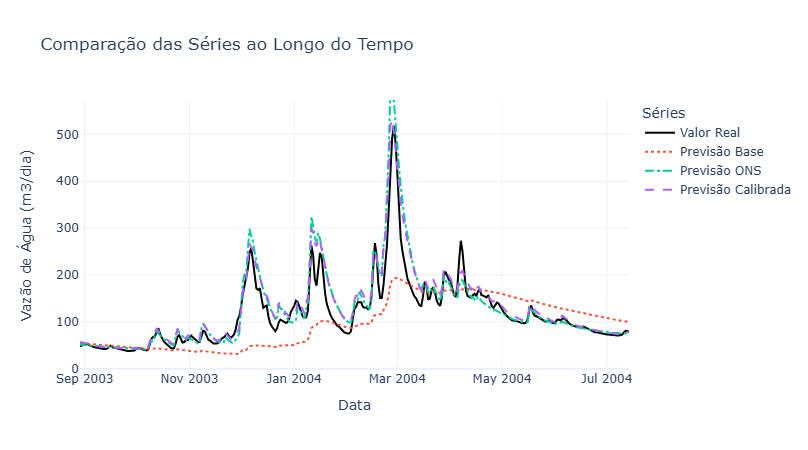 Comparação das Séries ao Longo do Tempo
Séries
Valor Real
Previsão Base
Previsão ONS
Previsão Calibrada
Vazão de Água (m3/dia)
500
400
300
200
100
0
Sep 2003
Nov 2003
Jan 2004
Mar 2004
May 2004
Jul 2004
Data